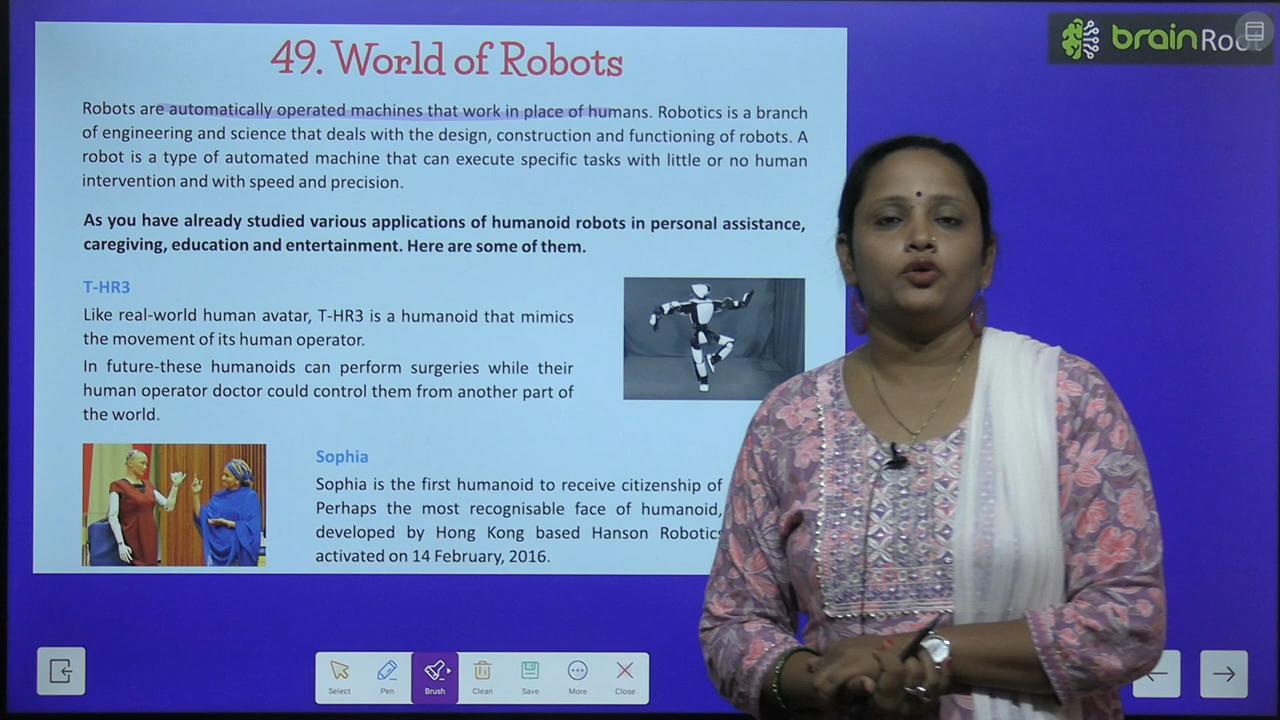 49. World of Robots
brainRoot
Robots are automatically operated machines that work in place of humans. Robotics is a branch
of engineering and science that deals with the design, construction and functioning of robots. A
robot is a type of automated machine that can execute specific tasks with little or no human
intervention and with speed and precision.
As you have already studied various applications of humanoid robots in personal assistance,
caregiving, education and entertainment. Here are some of them.
T-HR3
Like real-world human avatar, T-HR3 is a humanoid that mimics
the movement of its human operator.
In future-these humanoids can perform surgeries while their
human operator doctor could control them from another part of
the world.
Sophia
Sophia is the first humanoid to receive citizenship of
Perhaps the most recognisable face of humanoid,
developed by Hong Kong based Hanson Robotics
activated on 14 February, 2016.
Select Pen Brush Clean Save More Close